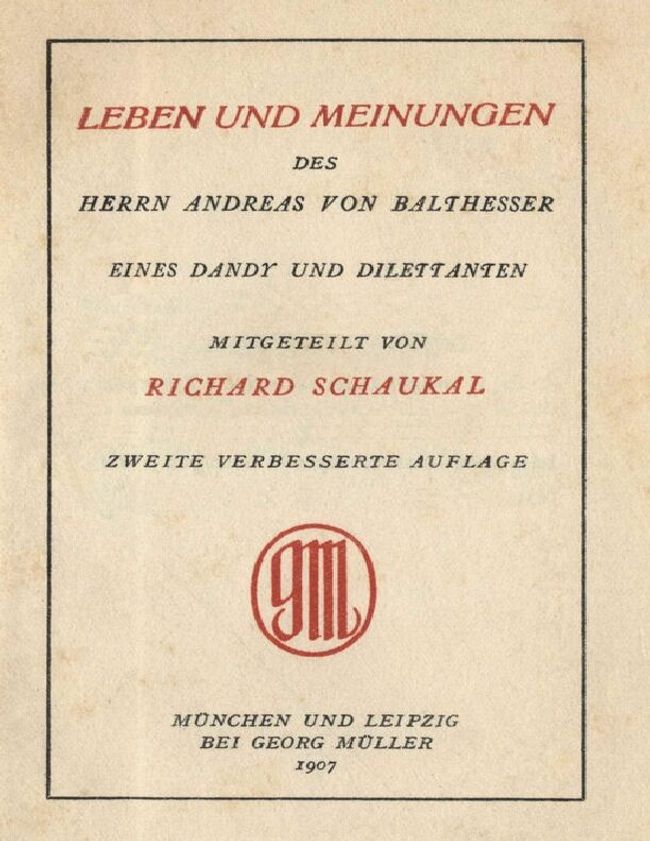 LEBEN UND MEINUNGEN
DES
HERRN ANDREAS VON BALTHESSER
EINES DANDY UND DILETTANTEN
MITGETEILT VON
RICHARD SCHAUKAL
ZWEITE VERBESSERTE AUFLAGE
GM
MÜNCHEN UND LEIPZIG
BEI GEORG MÜLLER
1907